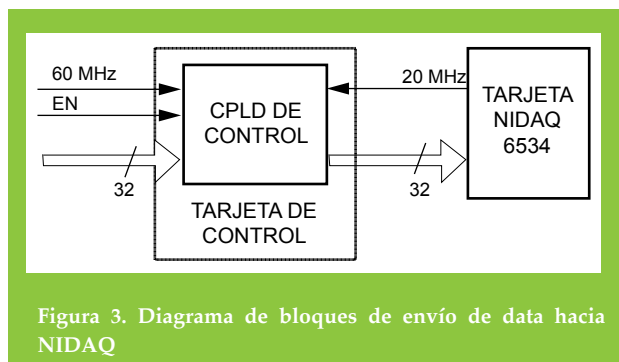 60 MHz
EN
32
CPLD DE
CONTROL
TARJETA DE
CONTROL
20 MHz
32
TARJETA
NIDAQ
6534
Figura 3. Diagrama de bloques de envío de data hacia
NIDAQ